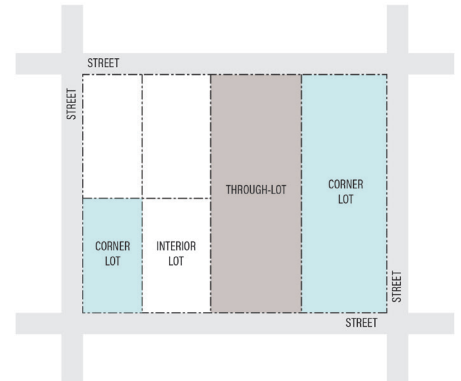 STREET
STREET
THROUGH-LOT
CORNER
LOT
CORNER
LOT
INTERIOR
LOT
STREET
STREET